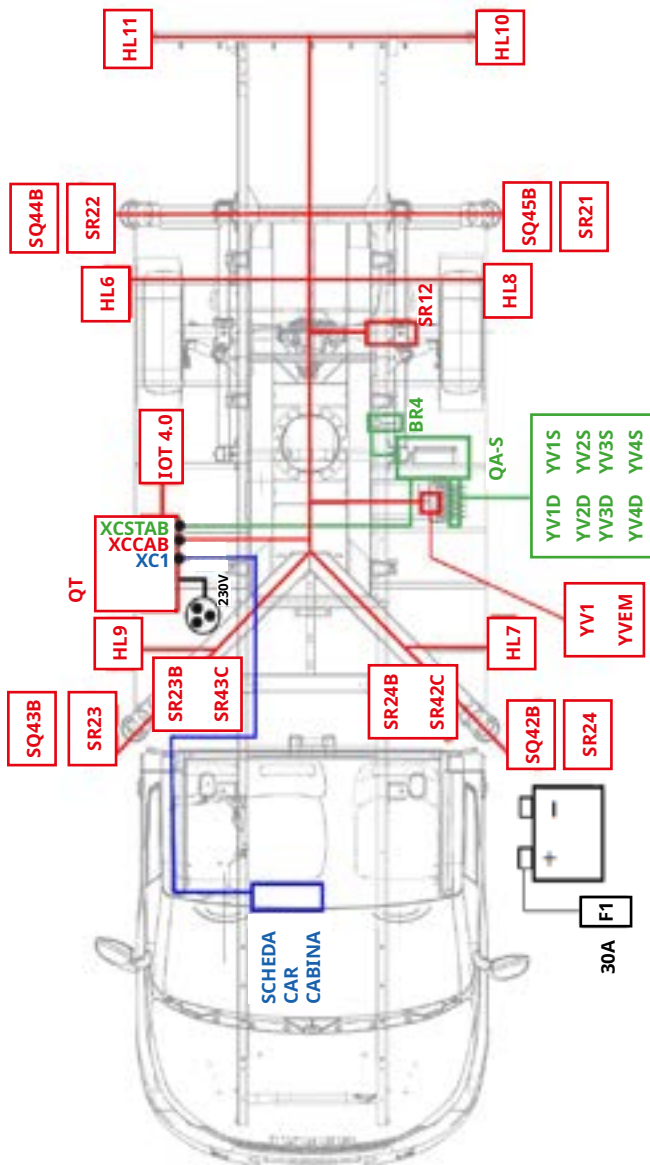 HL11
HL10
SQ44B
SR22
SQ45B
SR21
HL6
HL8
SR12
IOT 4.0
BR4
QA-S
XCSTAB
XCCAB
XC1
QT
230V
YV1D YV1S
YV2D YV2S
YV3D YV3S
YV4D YV4S
YV1
YVEM
HL9
HL7
SR23B
SR43C
SR24B
SR42C
SQ43B
SR23
SQ42B
SR24
+ −
F1
30A
SCHEDA
CAR
CABINA